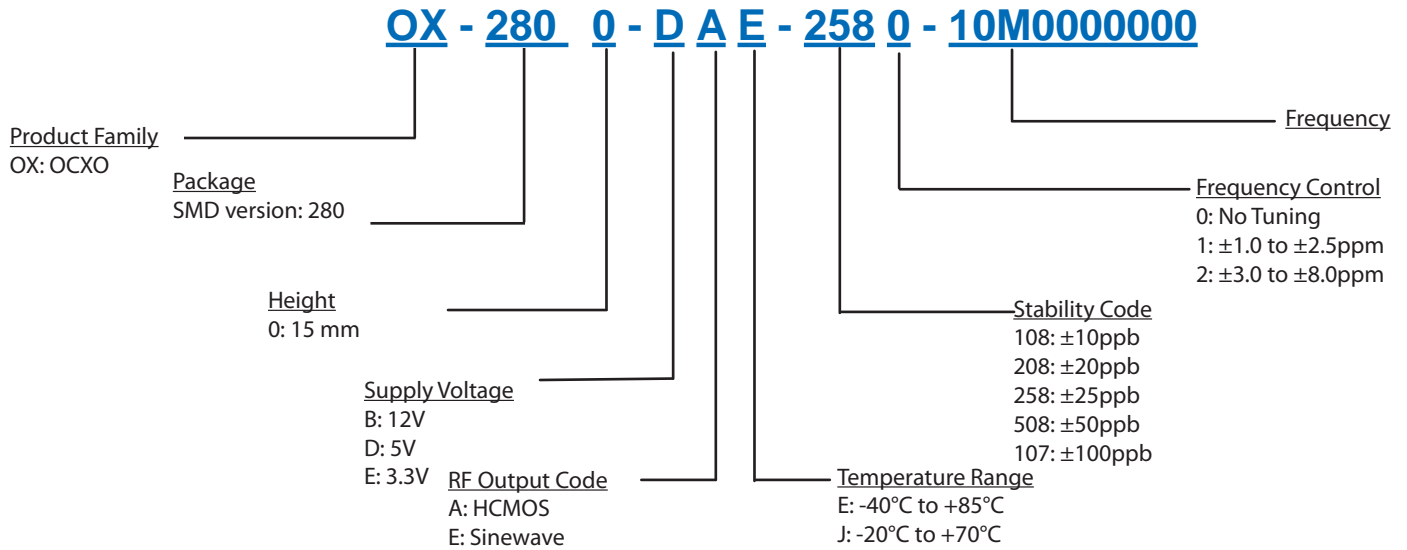 OX - 280 0 - D A E - 258 0 - 10M0000000
Product Family
OX: OCXO
Package
SMD version: 280
Height
0: 15 mm
Supply Voltage
B: 12V
D: 5V
E: 3.3V
RF Output Code
A: HCMOS
E: Sinewave
Temperature Range
E: -40°C to +85°C
J: -20°C to +70°C
Stability Code
108: ±10ppb
208: ±20ppb
258: ±25ppb
508: ±50ppb
107: ±100ppb
Frequency Control
0: No Tuning
1: ±1.0 to ±2.5ppm
2: ±3.0 to ±8.0ppm
Frequency